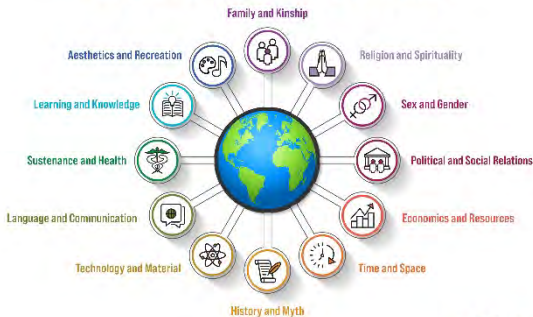 Family and Kinship
Aesthetics and Recreation
Religion and Spirituality
Learning and Knowledge
Sex and Gender
Sustenance and Health
Political and Social Relations
Language and Communication
Economics and Resources
Technology and Material
Time and Space
History and Myth